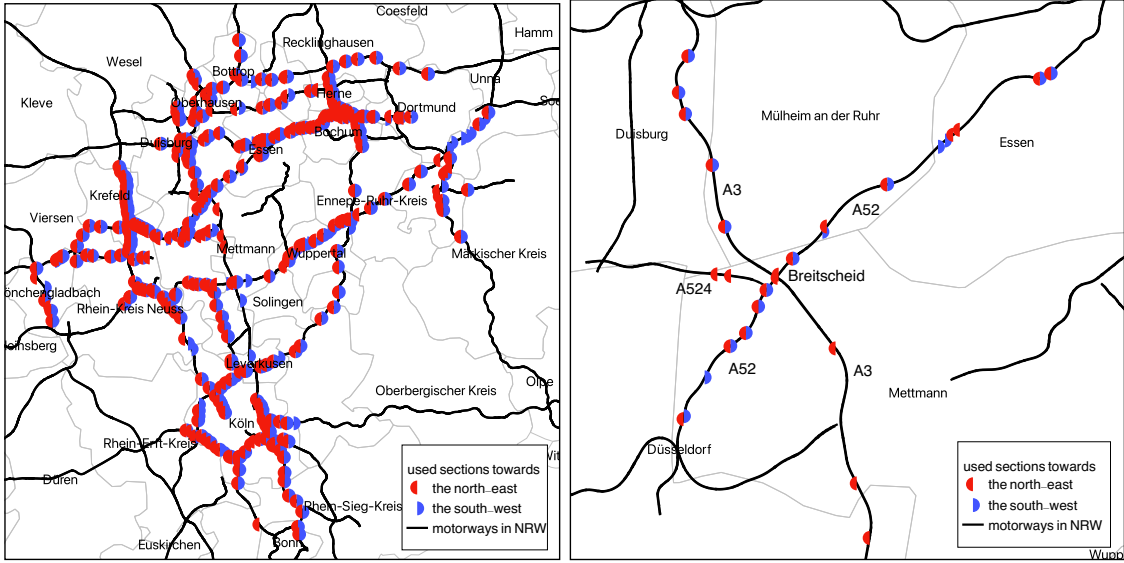 Coesfeld
Hamm
Recklinghausen
Wesel
Bottrop
Unna
Kleve
Oberhausen
Herne
Dortmund
Soe
Bochum
Duisburg
Essen
Krefeld
Ennepe-Ruhr-Kreis
Viersen
Mettmann
Wuppertal
Märkischer Kreis
önchengladbach
Solingen
Rhein-Kreis Neuss
einsberg
Leverkusen
Olpe
Oberbergischer Kreis
Köln
Rhein-Erft-Kreis
Düren
Rhein-Sieg-Kreis
Euskirchen
Bonn
used sections towards
the north-east
the south-west
motorways in NRW
Mülheim an der Ruhr
Duisburg
Essen
A3
A52
Breitscheid
A524
A52
A3
Mettmann
Düsseldorf
used sections towards
the north-east
the south-west
motorways in NRW
Wupp